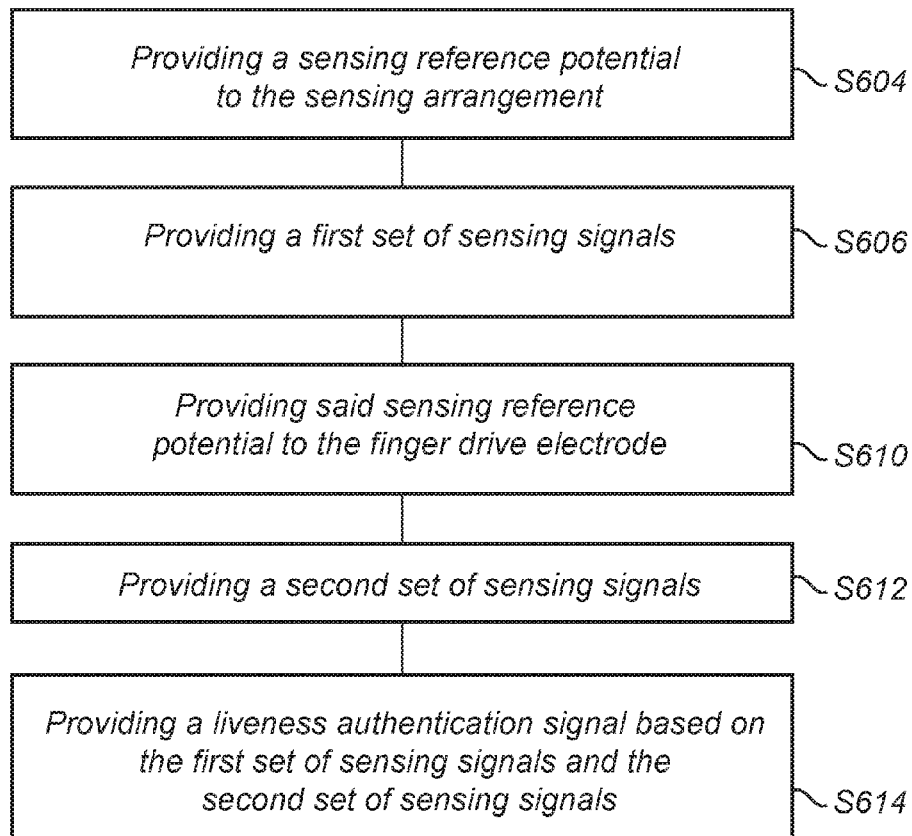 Providing a sensing reference potential
to the sensing arrangement
S604
Providing a first set of sensing signals
S606
Providing said sensing reference
potential to the finger drive electrode
S610
Providing a second set of sensing signals
S612
Providing a liveness authentication signal based on
the first set of sensing signals and the
second set of sensing signals
S614